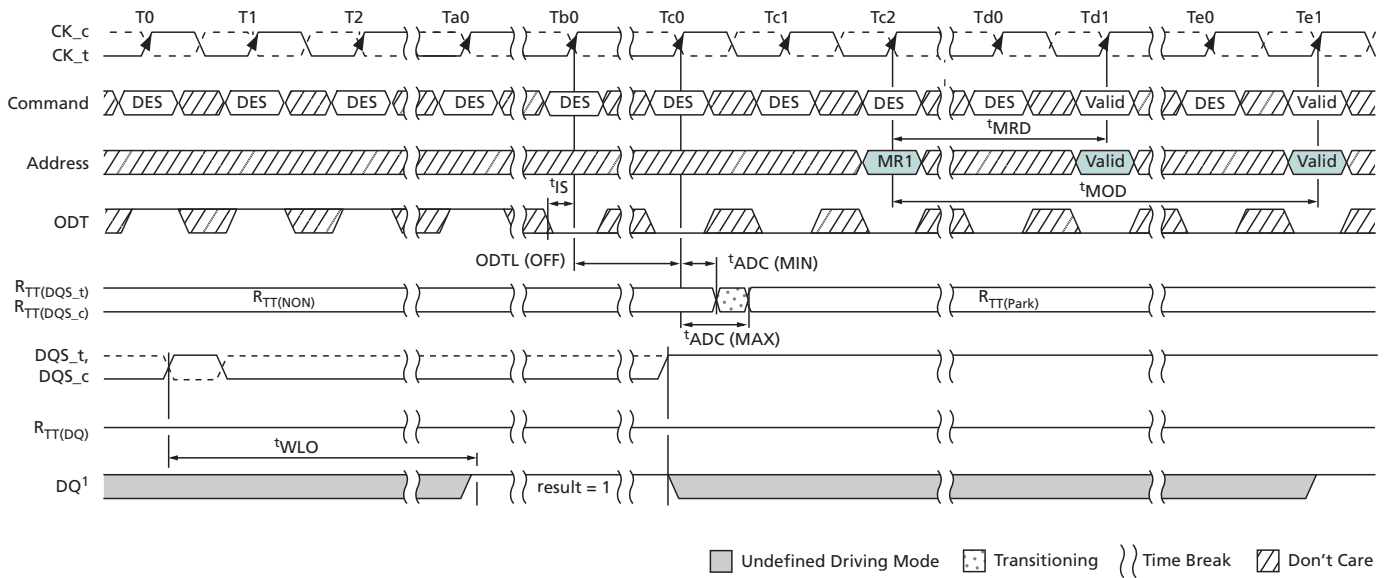 T0 T1 T2 Ta0 Tb0 Tc0 Tc1 Tc2 Td0 Td1 Te0 Te1
CK_c
CK_t
Command DES DES DES DES DES DES DES DES DES Valid DES Valid
tMRD
Address MR1 Valid Valid
tIS tMOD
ODT
ODTL (OFF) tADC (MIN)
RTT(DQS_t)
RTT(NON) RTT(Park)
RTT(DQS_c)
tADC (MAX)
DQS_t,
DQS_c
RTT(DQ)
tWLO
DQ1 result = 1
Undefined Driving Mode Transitioning Time Break Don't Care